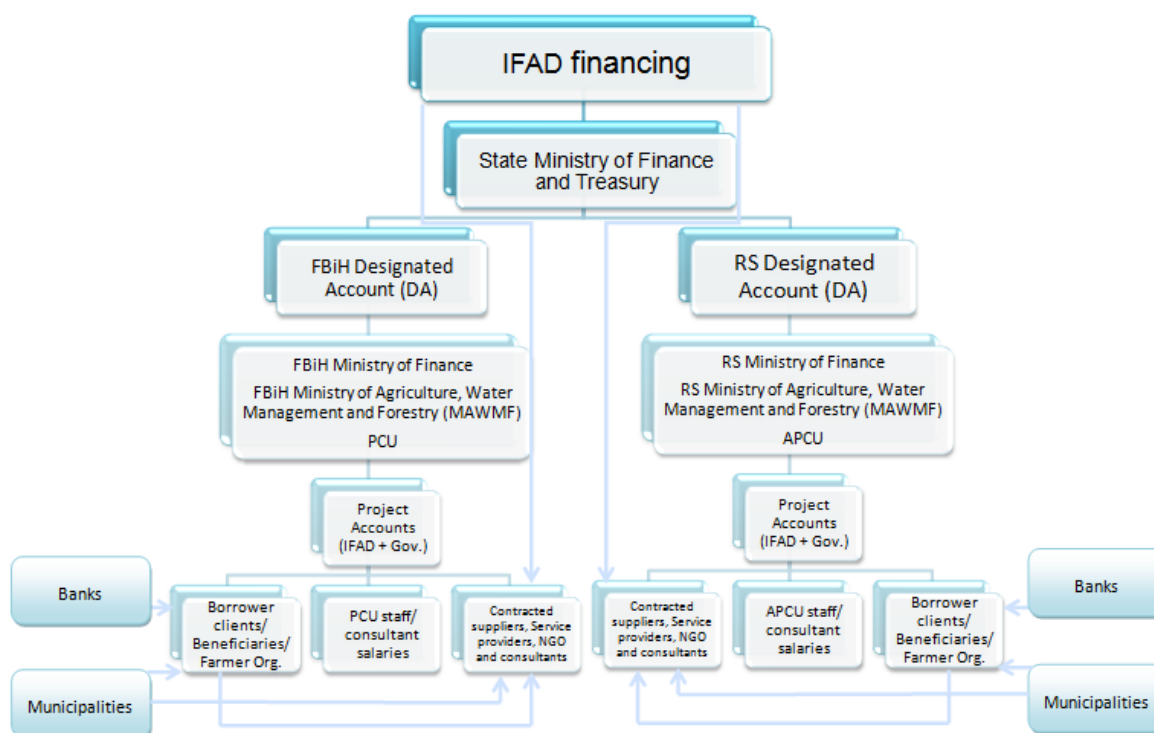 IFAD financing
State Ministry of Finance
and Treasury
FBiH Designated
Account (DA)
RS Designated
Account (DA)
FBiH Ministry of Finance
FBiH Ministry of Agriculture, Water
Management and Forestry (MAWMF)
PCU
RS Ministry of Finance
RS Ministry of Agriculture, Water
Management and Forestry (MAWMF)
APCU
Project
Accounts
(IFAD + Gov.)
Project
Accounts
(IFAD + Gov.)
Banks
Borrower
clients/
Beneficiaries/
Farmer Org.
PCU staff/
consultant
salaries
Contracted
suppliers, Service
providers, NGO
and consultants
Contracted
suppliers, Service
providers, NGO
and consultants
APCU staff/
consultant
salaries
Borrower
clients/
Beneficiaries/
Farmer Org.
Banks
Municipalities
Municipalities